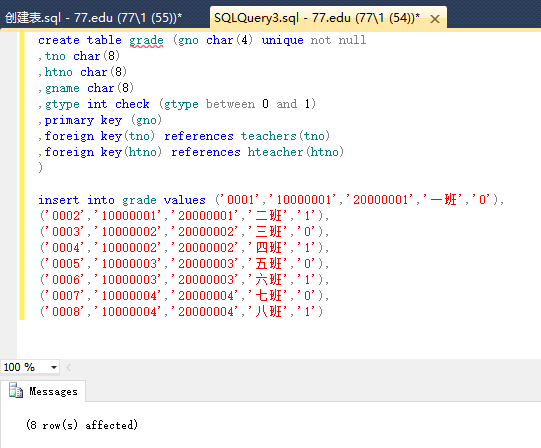 创建表.sql - 77.edu (77\1 (55))* SQLQuery3.sql - 77.edu (77\1 (54))* ×
create table grade (gno char(4) unique not null
,tno char(8)
,htno char(8)
,gname char(8)
,gtype int check (gtype between 0 and 1)
,primary key (gno)
,foreign key(tno) references teachers(tno)
,foreign key(htno) references hteacher(htno)
)
insert into grade values ('0001','10000001','20000001','一班','0'),
('0002','10000001','20000001','二班','1'),
('0003','10000002','20000002','三班','0'),
('0004','10000002','20000002','四班','1'),
('0005','10000003','20000003','五班','0'),
('0006','10000003','20000003','六班','1'),
('0007','10000004','20000004','七班','0'),
('0008','10000004','20000004','八班','1')
100 %
Messages
(8 row(s) affected)